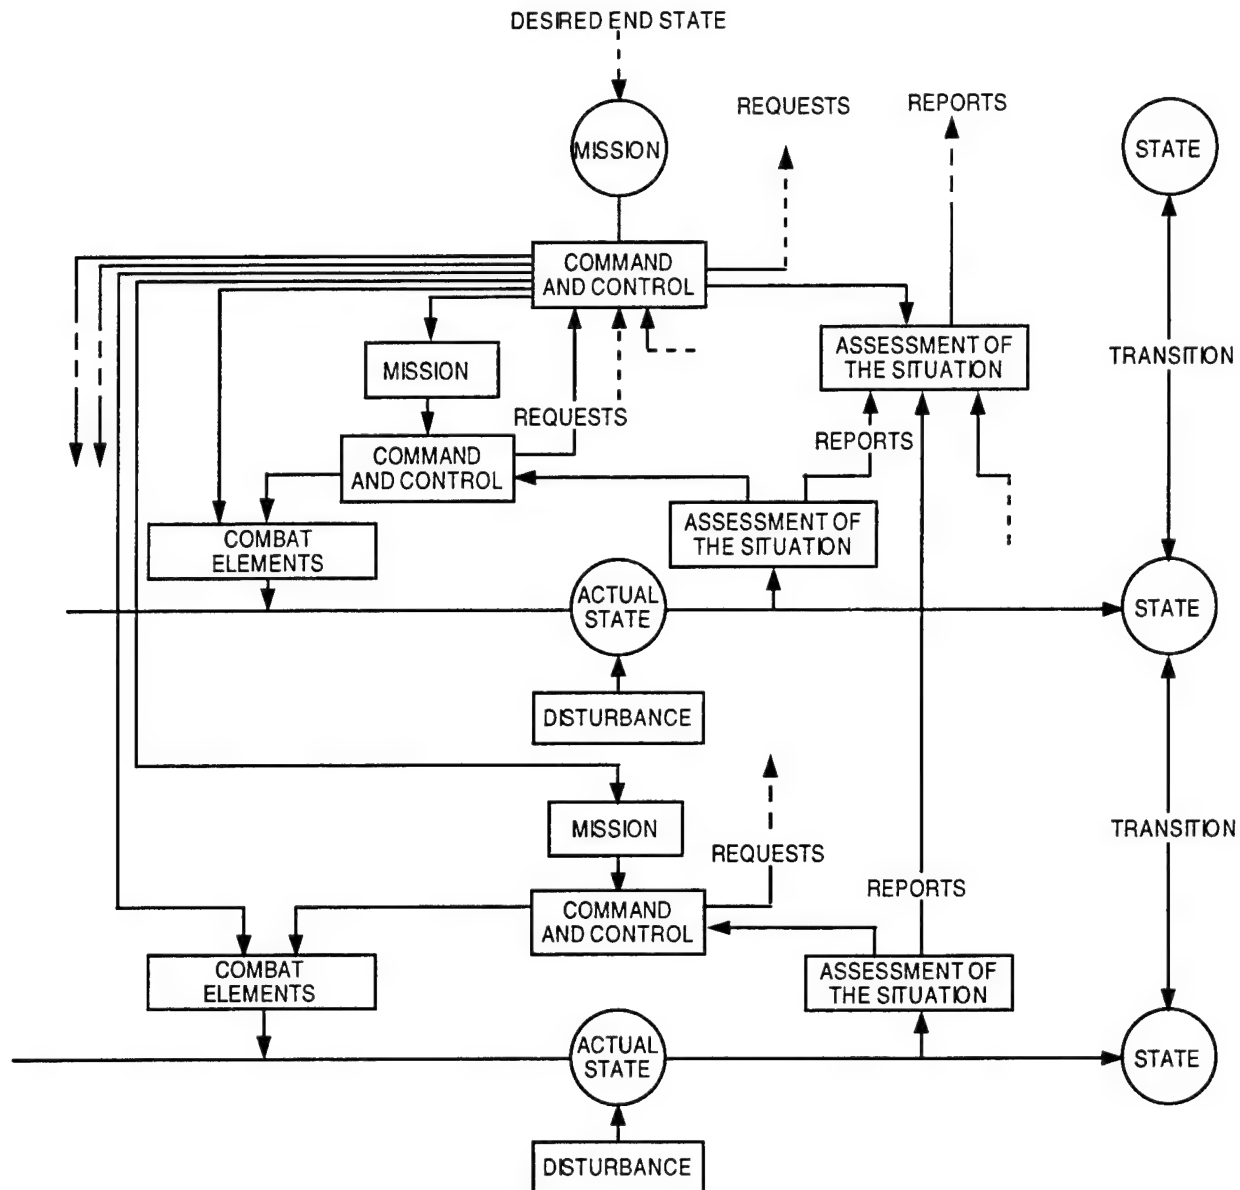 DESIRED END STATE
REQUESTS
REPORTS
MISSION
STATE
COMMAND
AND CONTROL
ASSESSMENT OF
THE SITUATION
TRANSITION
MISSION
REQUESTS
REPORTS
COMMAND
AND CONTROL
ASSESSMENT OF
THE SITUATION
COMBAT
ELEMENTS
ACTUAL
STATE
STATE
DISTURBANCE
MISSION
TRANSITION
REQUESTS
REPORTS
COMMAND
AND CONTROL
COMBAT
ELEMENTS
ASSESSMENT OF
THE SITUATION
ACTUAL
STATE
STATE
DISTURBANCE